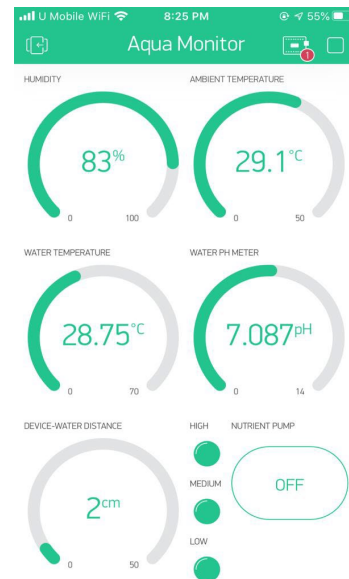 U Mobile WiFi 8:25 PM 55%
Aqua Monitor
1
HUMIDITY
83%
0 100
AMBIENT TEMPERATURE
29.1°C
0 50
WATER TEMPERATURE
28.75°C
0 70
WATER PH METER
7.087pH
0 14
DEVICE-WATER DISTANCE
2cm
0 50
HIGH
MEDIUM
LOW
NUTRIENT PUMP
OFF